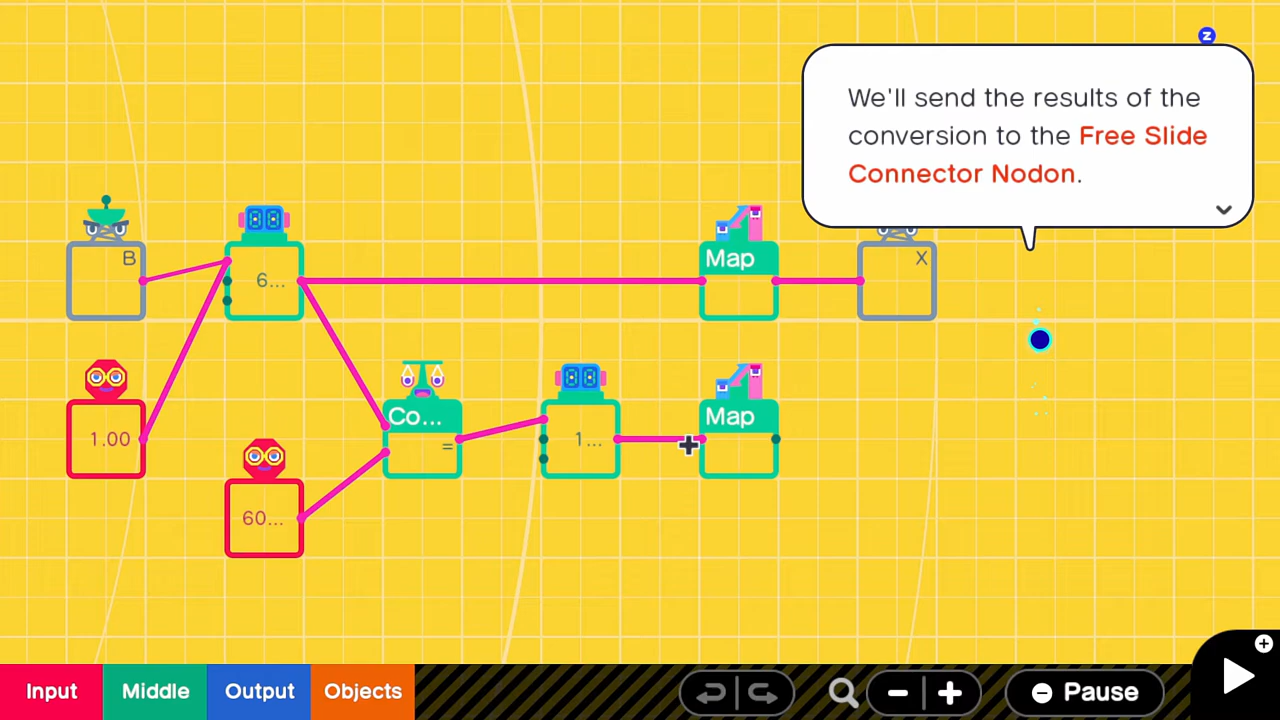 z
We'll send the results of the
conversion to the Free Slide
Connector Nodon.
B
6...
Map
X
1.00
Co...
=
1...
Map
60...
Input
Middle
Output
Objects
Pause